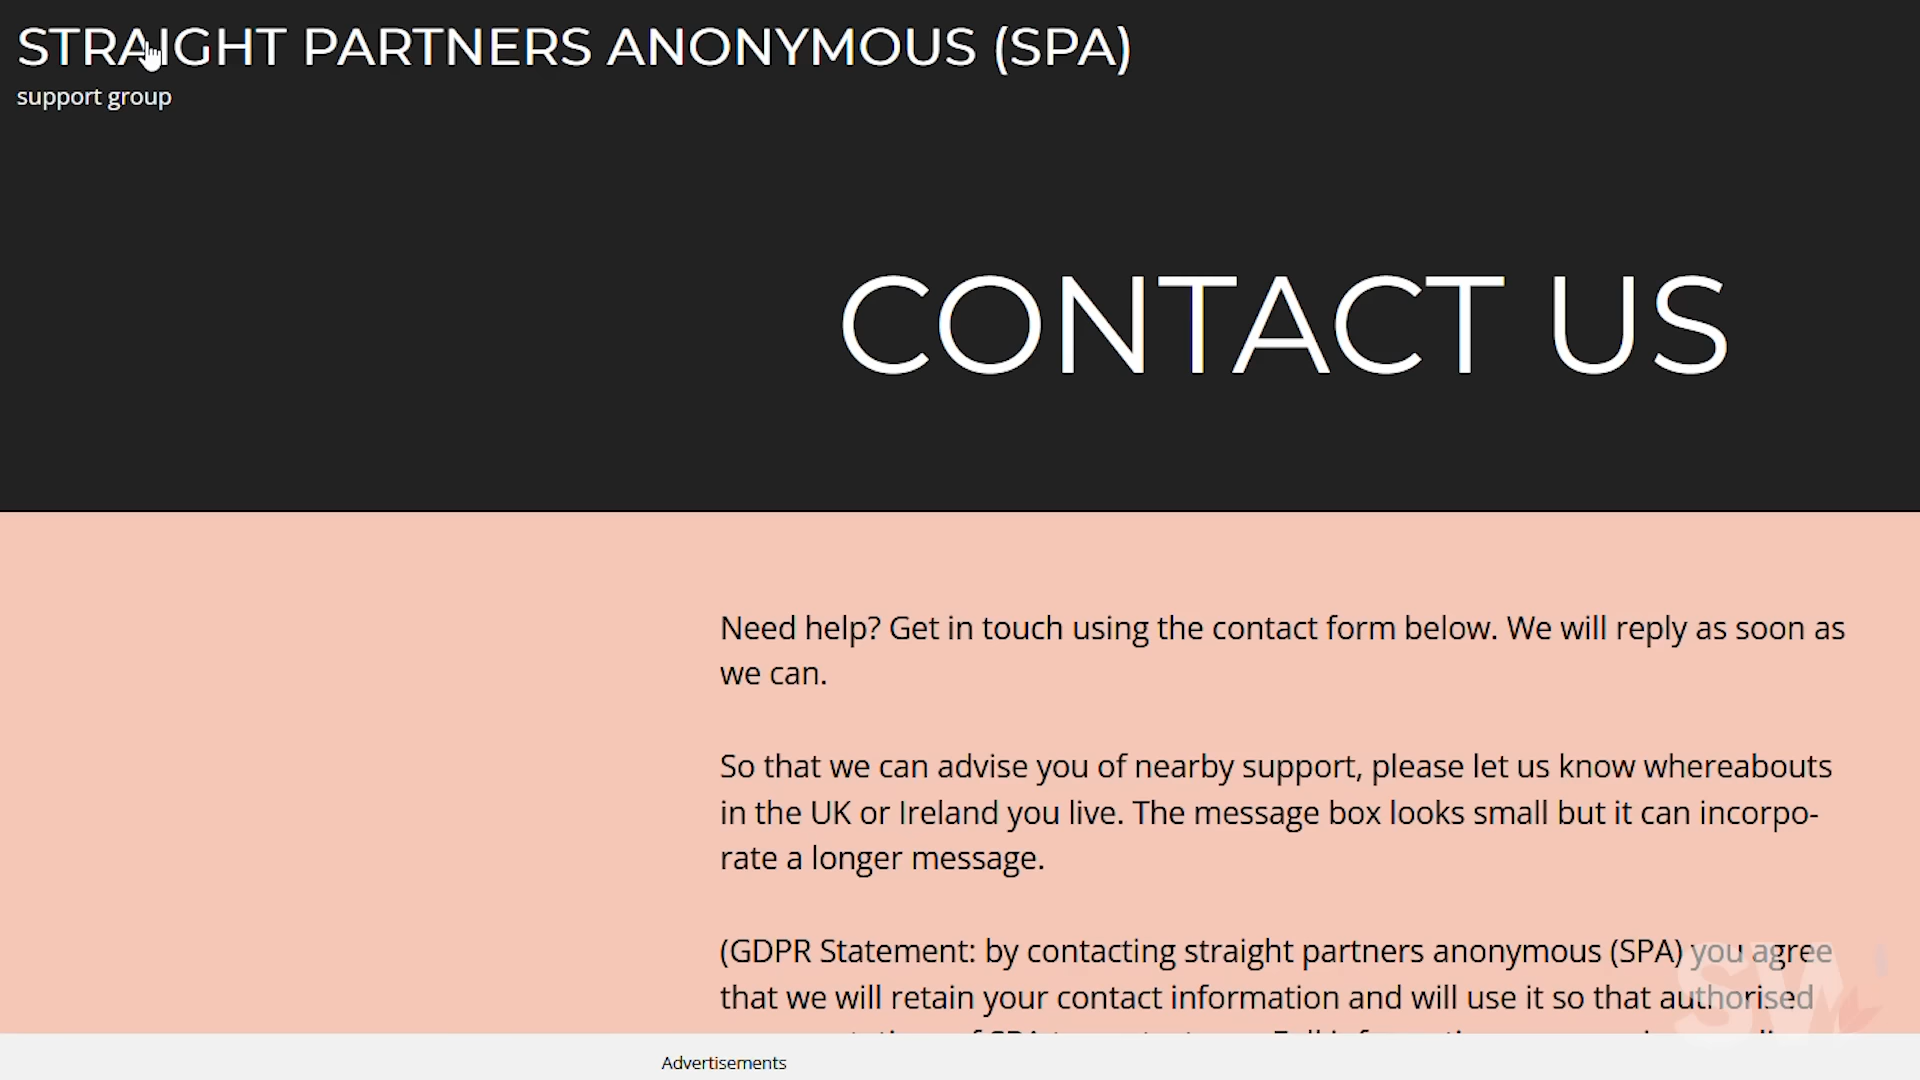 STRAIGHT PARTNERS ANONYMOUS (SPA)
support group
CONTACT US
Need help? Get in touch using the contact form below. We will reply as soon as
we can.
So that we can advise you of nearby support, please let us know whereabouts
in the UK or Ireland you live. The message box looks small but it can incorpo-
rate a longer message.
(GDPR Statement: by contacting straight partners anonymous (SPA) you agree
that we will retain your contact information and will use it so that authorised
Advertisements